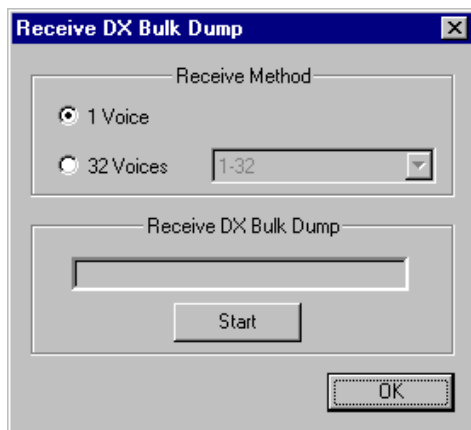 Receive DX Bulk Dump
Receive Method
1 Voice
32 Voices
1-32
Receive DX Bulk Dump
Start
OK